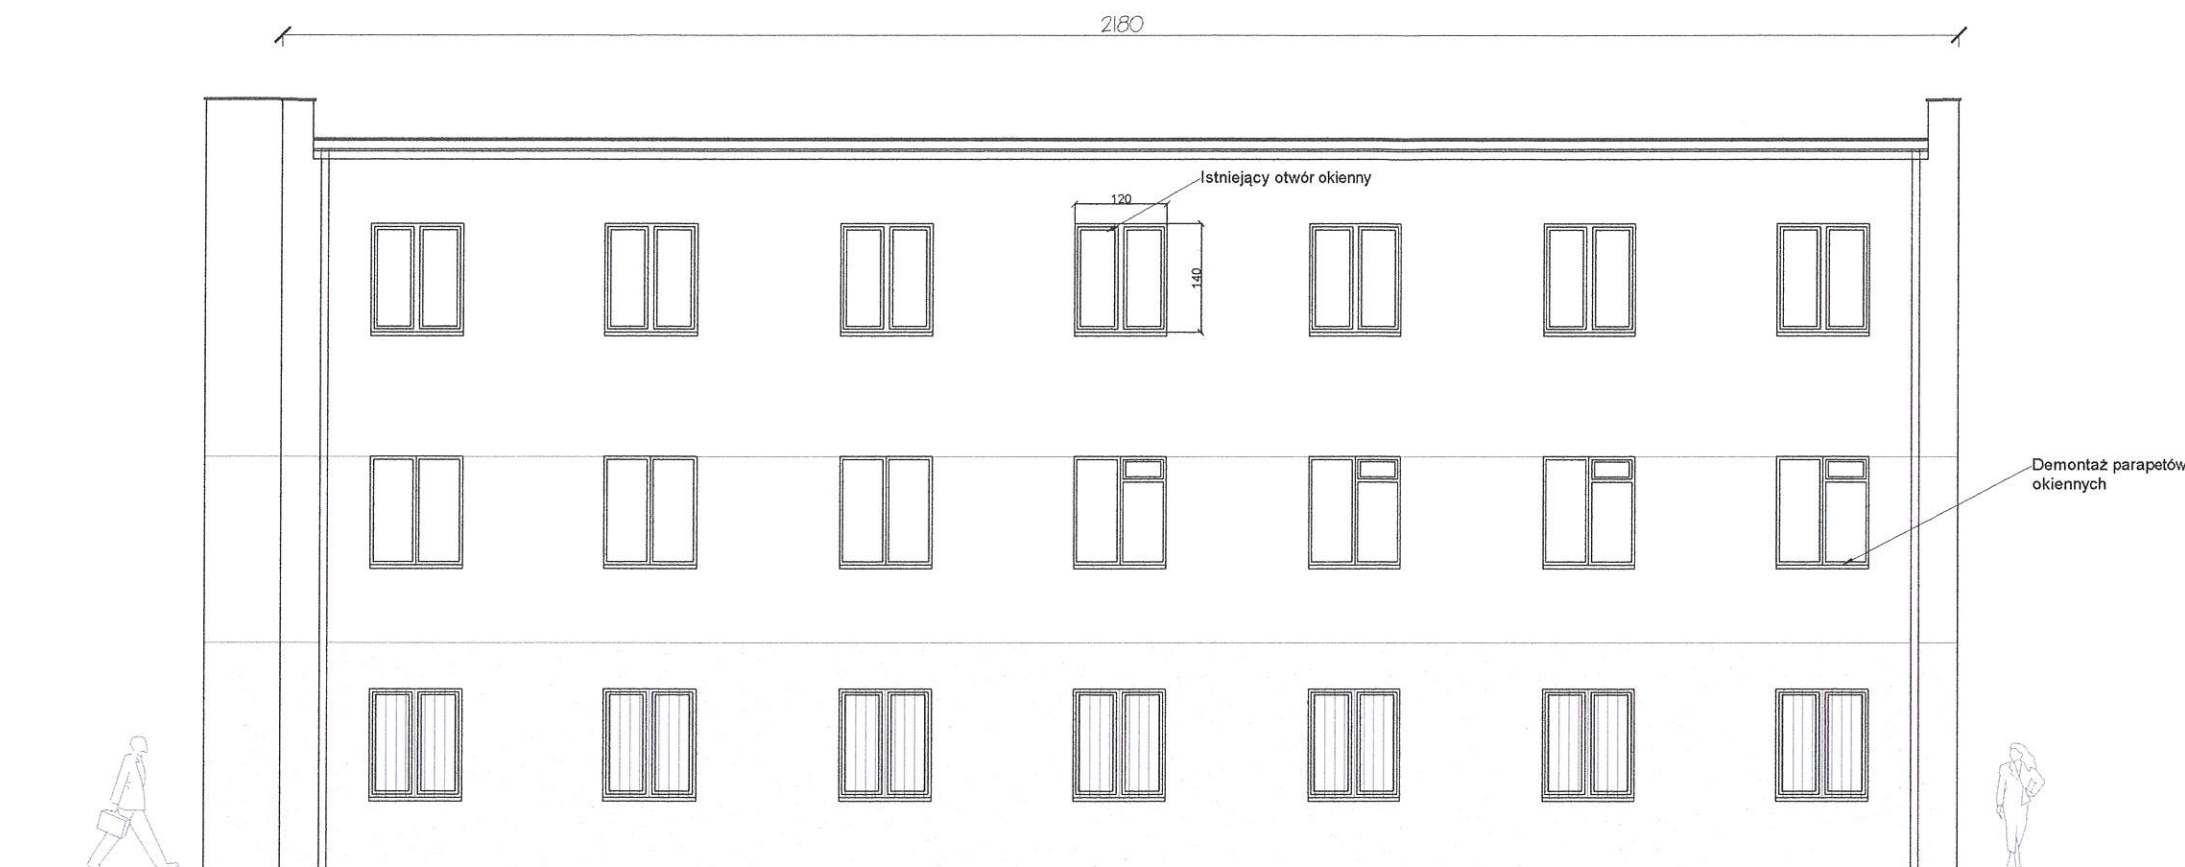 2180
Istniejący otwór okienny
120
140
Demontaż parapetów
okiennych